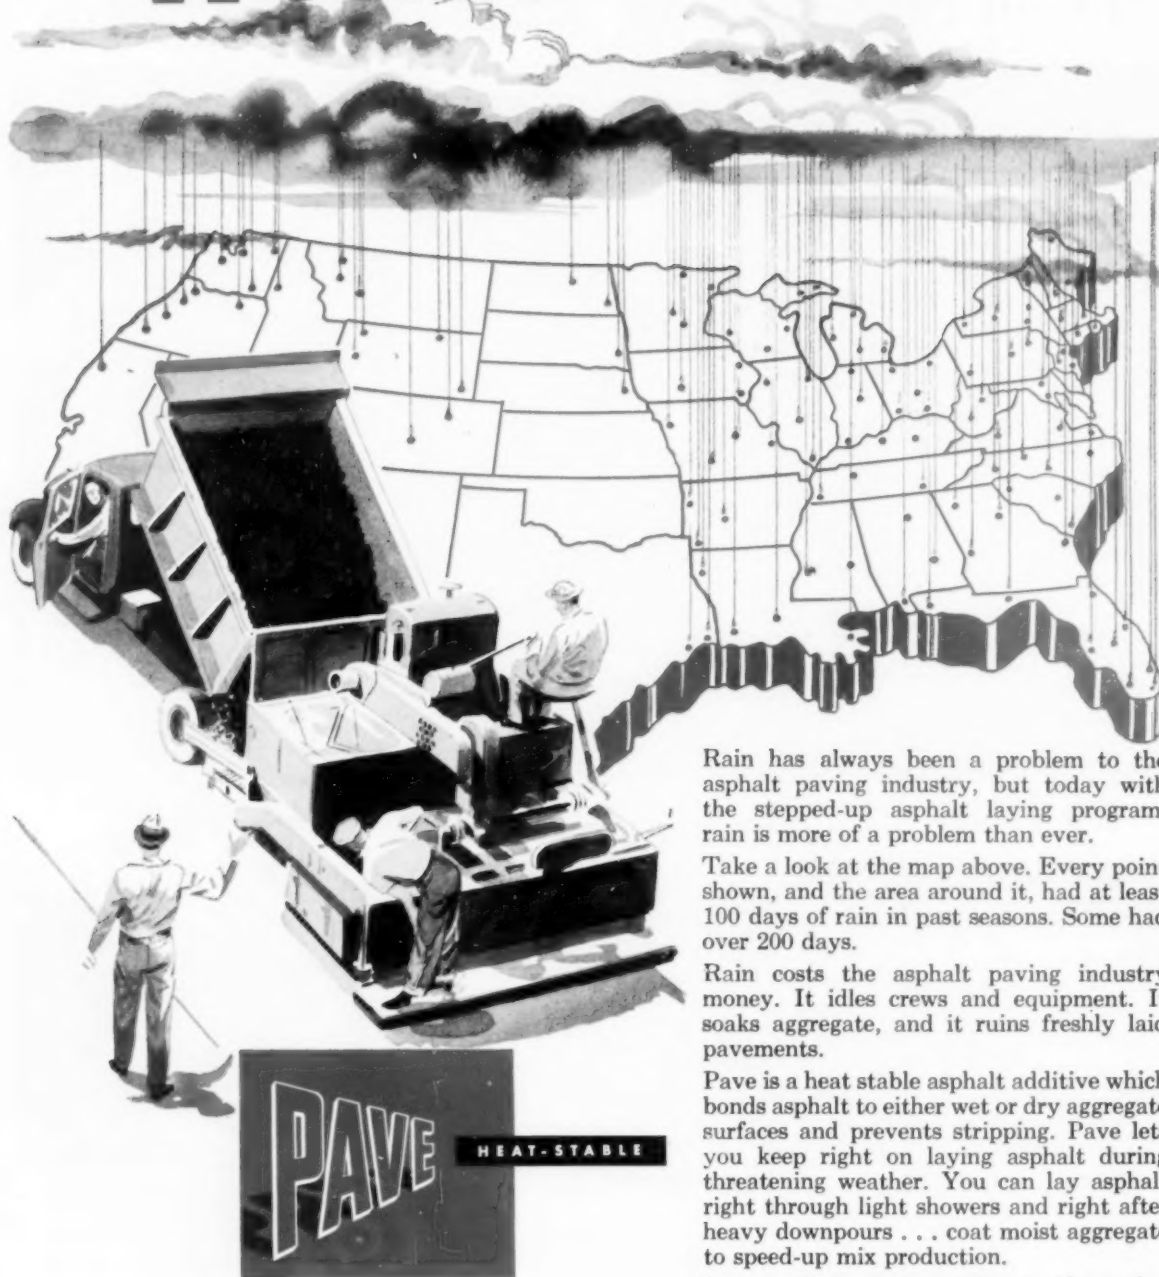 PAVE
HEAT-STABLE
Rain has always been a problem to the
asphalt paving industry, but today with
the stepped-up asphalt laying program
rain is more of a problem than ever.
Take a look at the map above. Every poin
shown, and the area around it, had at leas
100 days of rain in past seasons. Some had
over 200 days.
Rain costs the asphalt paving industry
money. It idles crews and equipment. I
soaks aggregate, and it ruins freshly laid
pavements.
Pave is a heat stable asphalt additive which
bonds asphalt to either wet or dry aggregate
surfaces and prevents stripping. Pave let
you keep right on laying asphalt during
threatening weather. You can lay asphal
right through light showers and right afte
heavy downpours . . . coat moist aggregate
to speed-up mix production.